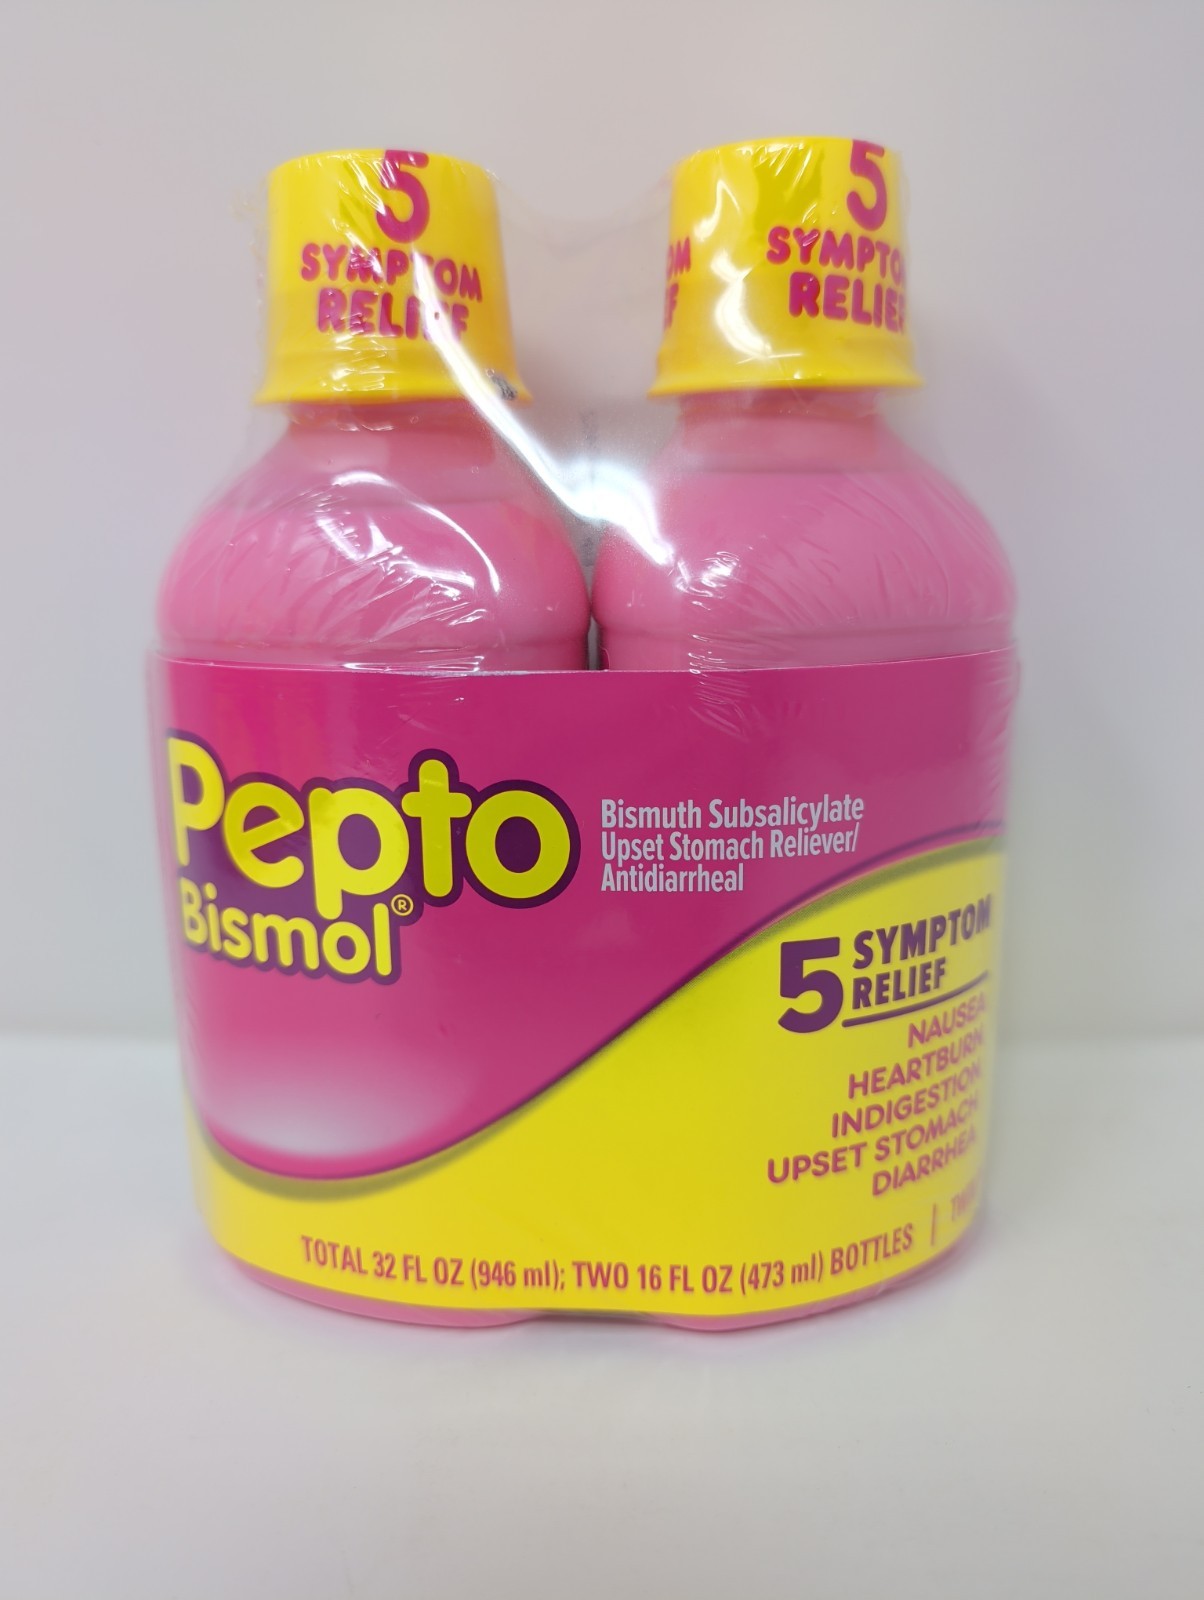 5
SYMPTOM
RELIEF
5
SYMPTO
RELIEF
Pepto
Bismol®
Bismuth Subsalicylate
Upset Stomach Reliever/
Antidiarrheal
5 SYMPTOM
RELIEF
NAUSEA
HEARTBURN
INDIGESTION
UPSET STOMACH
DIARRHEA
TOTAL 32 FL OZ (946 ml); TWO 16 FL OZ (473 ml) BOTTLES |